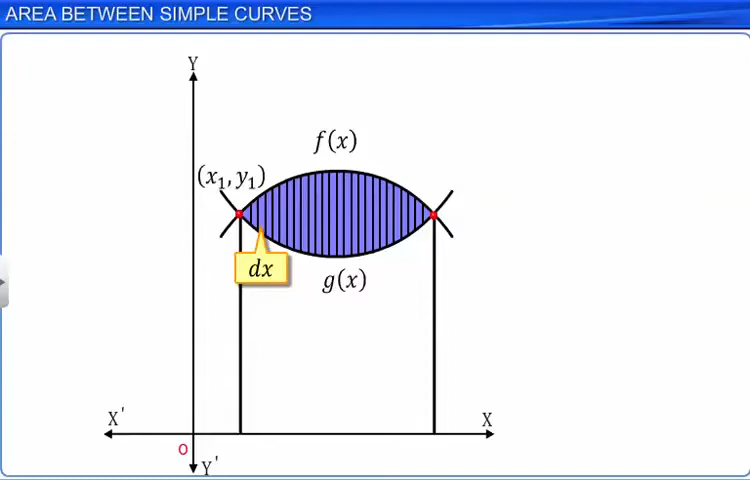 AREA BETWEEN SIMPLE CURVES
Y
f(x)
(x₁, y₁)
dx
g(x)
X'
X
O
Y'